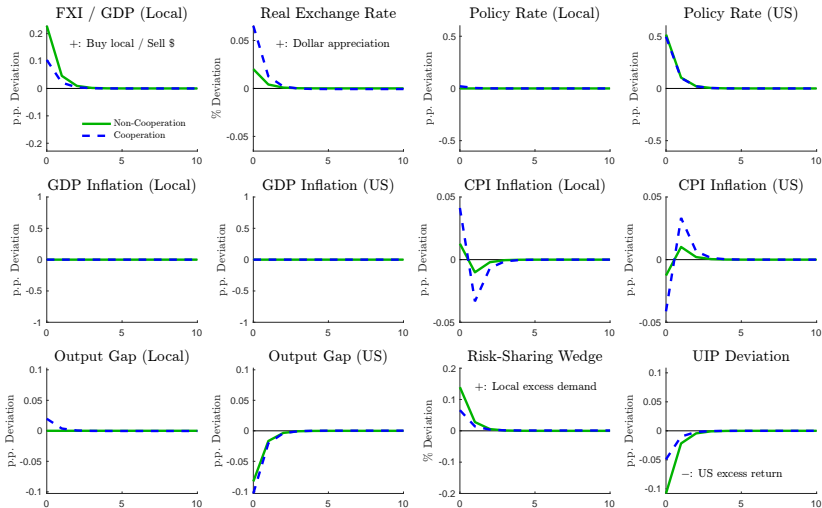 FXI / GDP (Local)
p.p. Deviation
0.2
0.1
0
-0.1
-0.2
+: Buy local / Sell $
Non-Cooperation
Cooperation
0 5 10
Real Exchange Rate
% Deviation
0.05
0
-0.05
+: Dollar appreciation
0 5 10
Policy Rate (Local)
p.p. Deviation
0.5
0
-0.5
0 5 10
Policy Rate (US)
p.p. Deviation
0.5
0
-0.5
0 5 10
GDP Inflation (Local)
p.p. Deviation
1
0.5
0
-0.5
-1
0 5 10
GDP Inflation (US)
p.p. Deviation
1
0.5
0
-0.5
-1
0 5 10
CPI Inflation (Local)
p.p. Deviation
0.05
0
-0.05
0 5 10
CPI Inflation (US)
p.p. Deviation
0.05
0
-0.05
0 5 10
Output Gap (Local)
p.p. Deviation
0.1
0.05
0
-0.05
-0.1
0 5 10
Output Gap (US)
p.p. Deviation
0.1
0.05
0
-0.05
-0.1
0 5 10
Risk-Sharing Wedge
% Deviation
0.2
0.1
0
-0.1
-0.2
+: Local excess demand
0 5 10
UIP Deviation
p.p. Deviation
0.1
0.05
0
-0.05
-0.1
−: US excess return
0 5 10